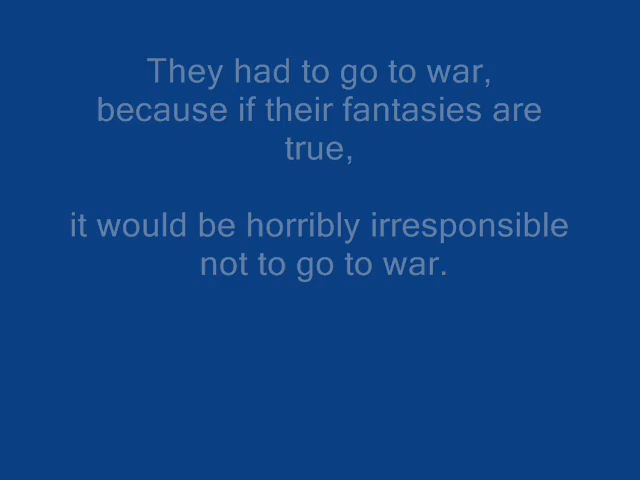 They had to go to war,
because if their fantasies are
true,
it would be horribly irresponsible
not to go to war.